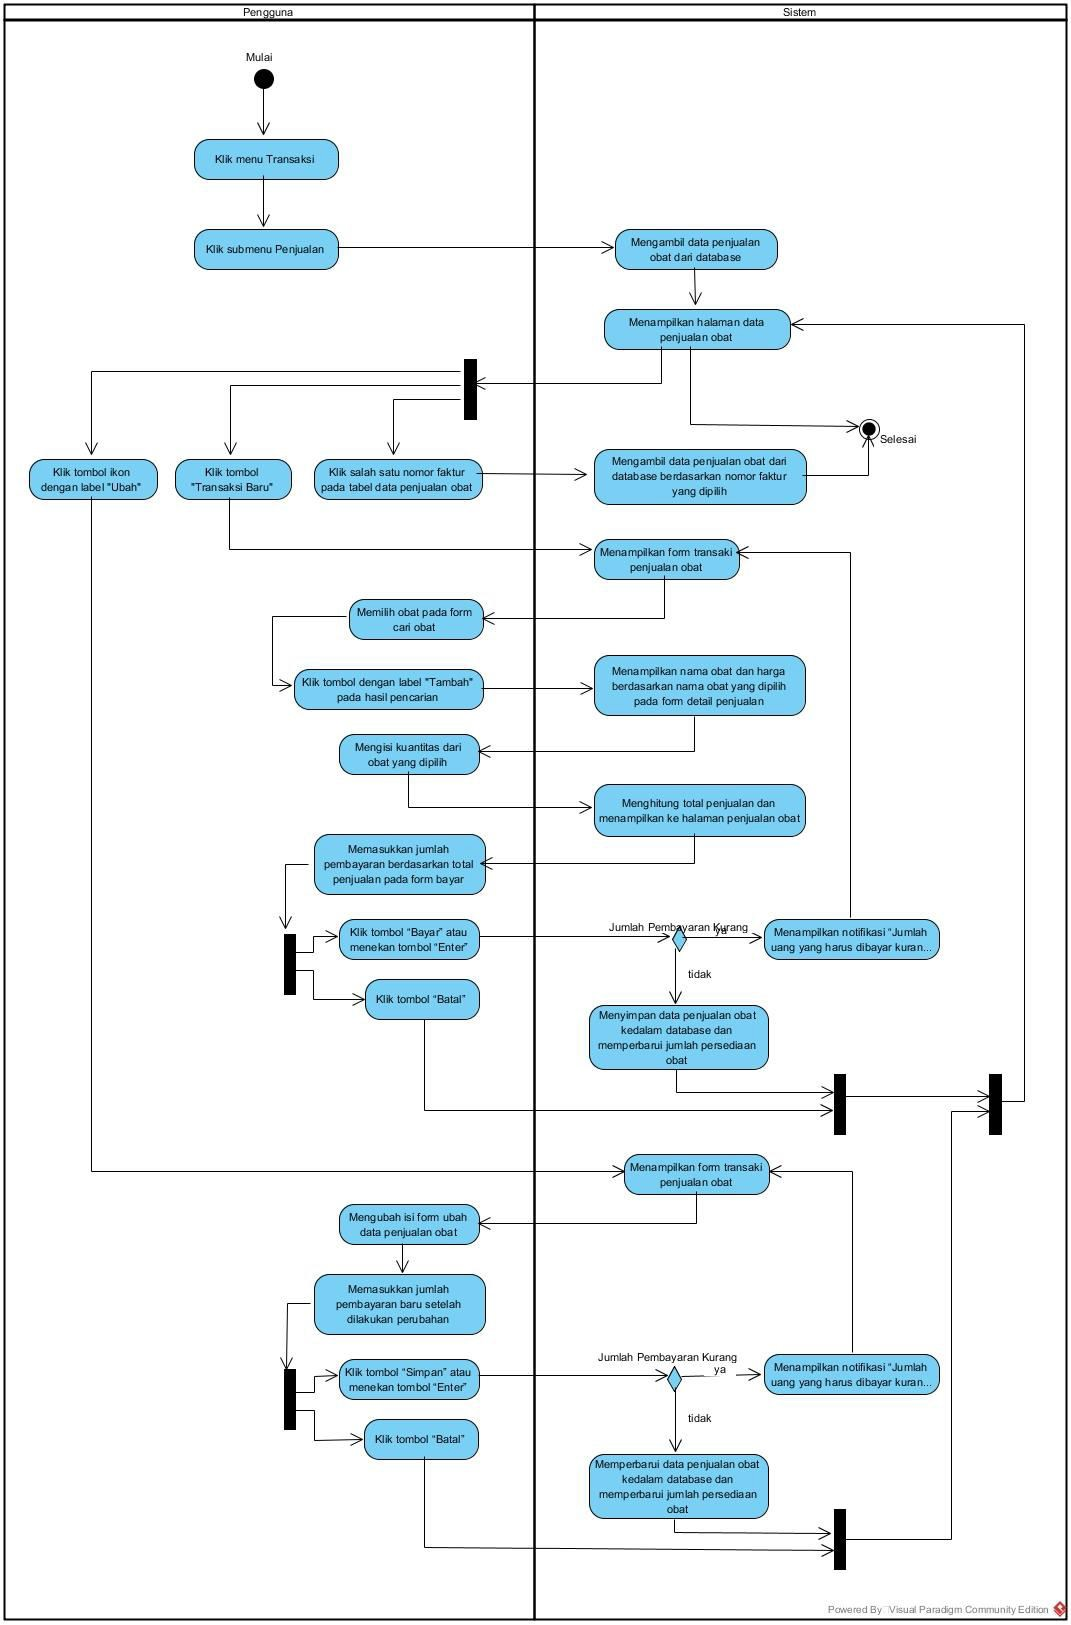 Pengguna
Sistem
Mulai
Klik menu Transaksi
Klik submenu Penjualan
Mengambil data penjualan
obat dari database
Menampilkan halaman data
penjualan obat
Selesai
Klik tombol ikon
dengan label "Ubah"
Klik tombol
"Transaksi Baru"
Klik salah satu nomor faktur
pada tabel data penjualan obat
Mengambil data penjualan obat dari
database berdasarkan nomor faktur
yang dipilih
Menampilkan form transaki
penjualan obat
Memilih obat pada form
cari obat
Klik tombol dengan label "Tambah"
pada hasil pencarian
Menampilkan nama obat dan harga
berdasarkan nama obat yang dipilih
pada form detail penjualan
Mengisi kuantitas dari
obat yang dipilih
Menghitung total penjualan dan
menampilkan ke halaman penjualan obat
Memasukkan jumlah
pembayaran berdasarkan total
penjualan pada form bayar
Klik tombol “Bayar” atau
menekan tombol “Enter”
Jumlah Pembayaran Kurang
ya
Menampilkan notifikasi “Jumlah
uang yang harus dibayar kuran...
tidak
Klik tombol “Batal”
Menyimpan data penjualan obat
kedalam database dan
memperbarui jumlah persediaan
obat
Menampilkan form transaki
penjualan obat
Mengubah isi form ubah
data penjualan obat
Memasukkan jumlah
pembayaran baru setelah
dilakukan perubahan
Klik tombol “Simpan” atau
menekan tombol “Enter”
Jumlah Pembayaran Kurang
ya
Menampilkan notifikasi “Jumlah
uang yang harus dibayar kuran...
tidak
Klik tombol “Batal”
Memperbarui data penjualan obat
kedalam database dan
memperbarui jumlah persediaan
obat
Powered By Visual Paradigm Community Edition